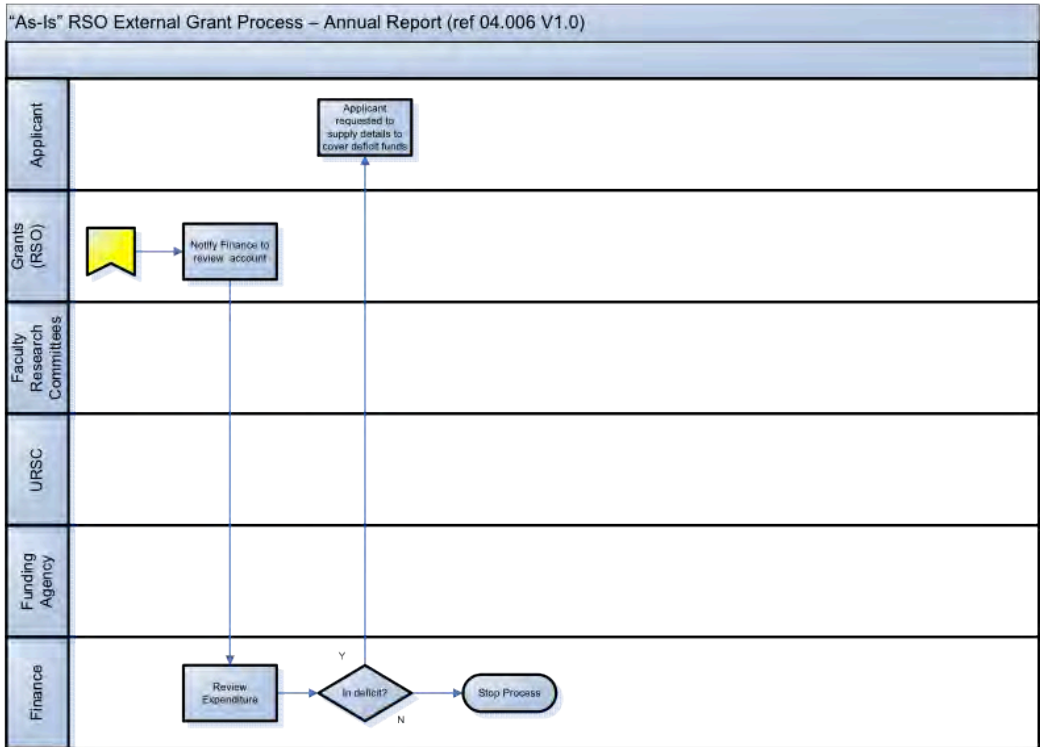 “As-Is” RSO External Grant Process – Annual Report (ref 04.006 V1.0)
Applicant
Applicant
requested to
supply details to
cover deficit funds
Grants
(RSO)
Notify Finance to
review account
Faculty
Research
Committees
URSC
Funding
Agency
Finance
Review
Expenditure
Y
In deficit?
N
Stop Process